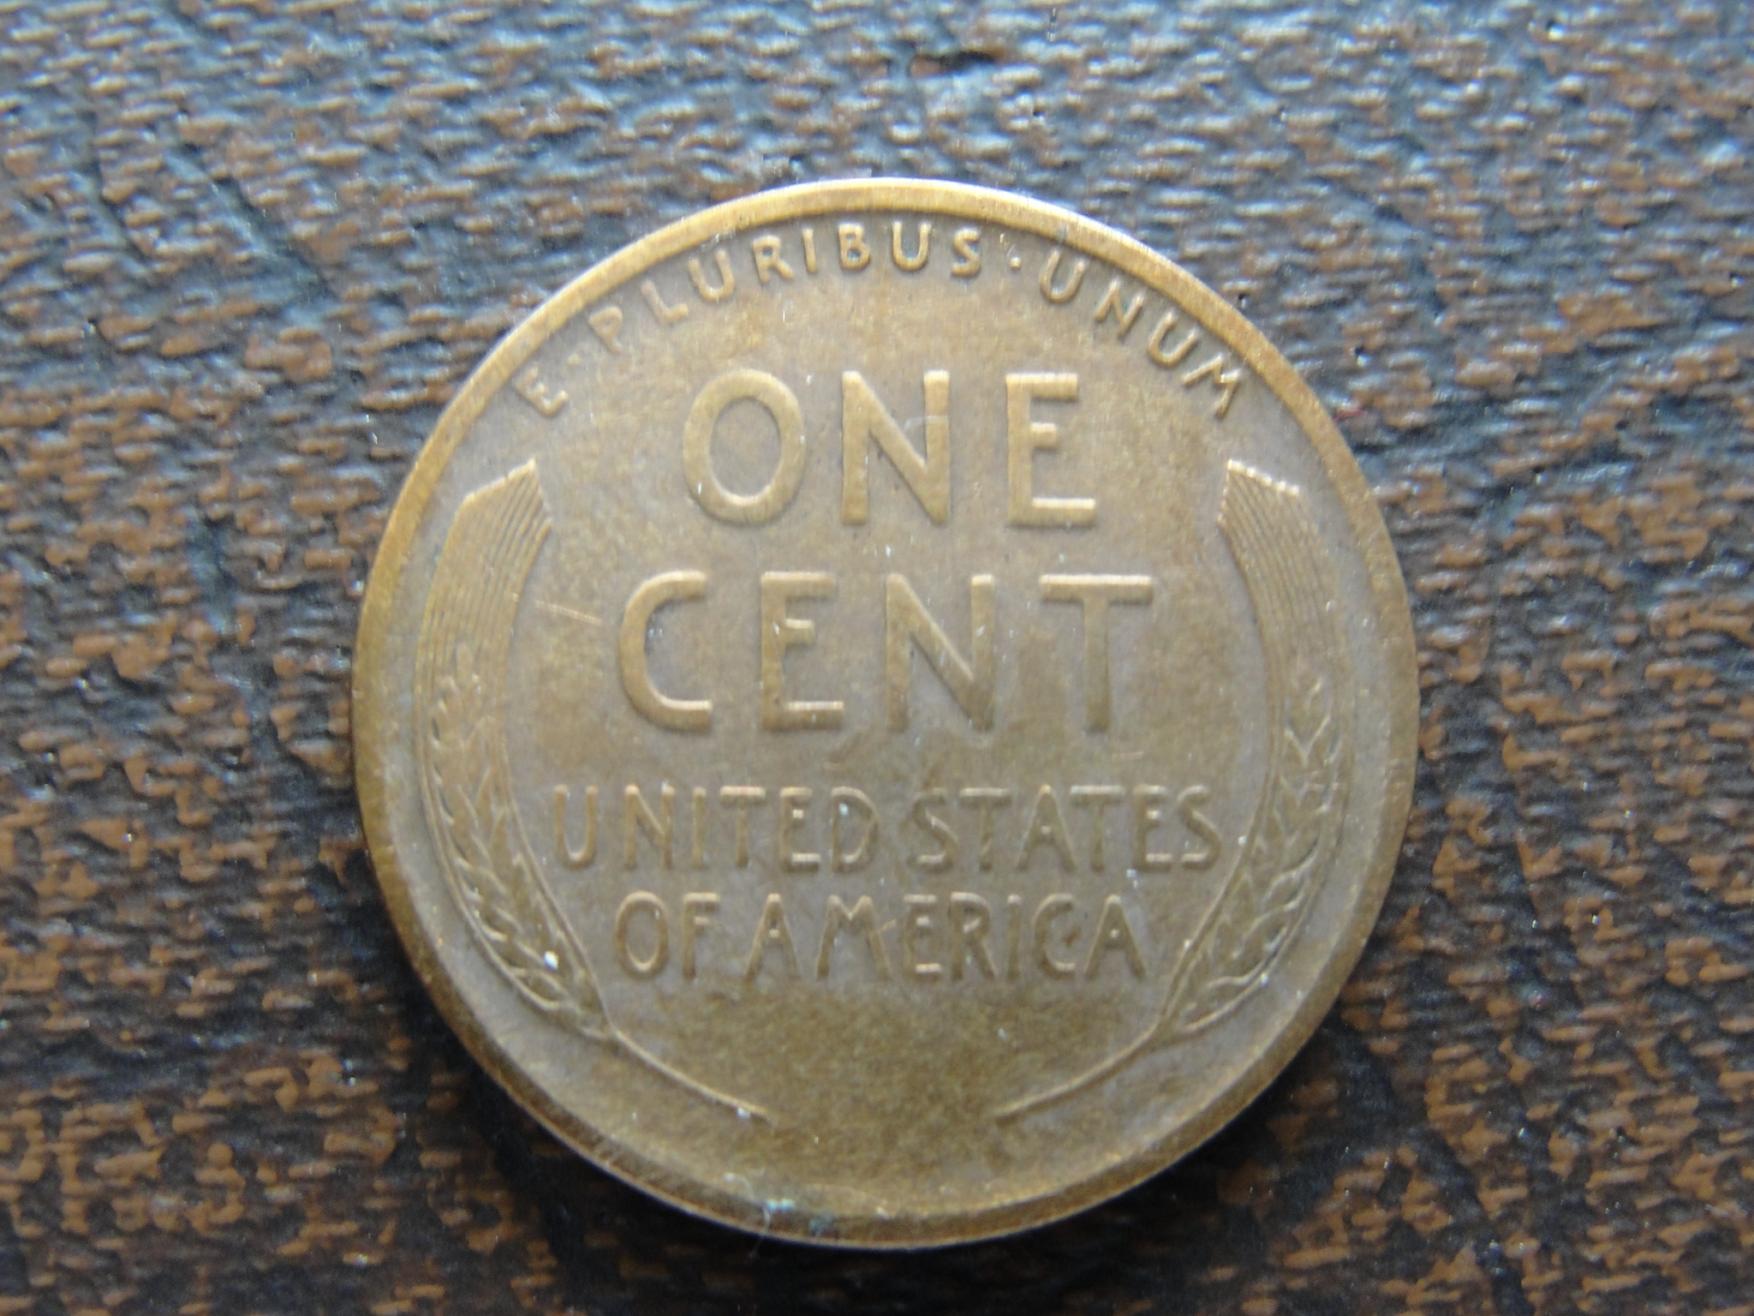 E·PLURIBUS·UNUM
ONE
CENT
UNITED STATES
OF AMERICA